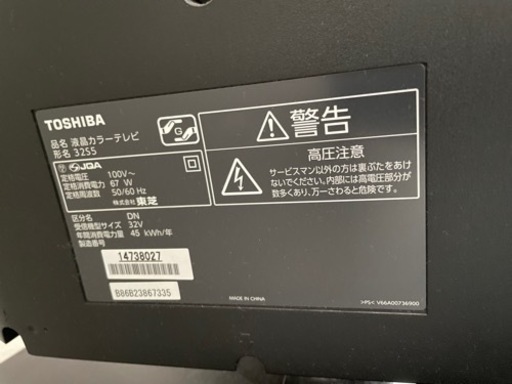 TOSHIBA
品名 液晶カラーテレビ
形名 32S5
JQA
定格電圧： 100V～
定格消費電力： 67 W
定格周波数： 50/60 Hz
株式会社 東芝
区分名 DN
受信機型サイズ 32V
年間消費電力量 45 kWh/年
製造番号
14738027
BB6B23867335
G
警告
高圧注意
サービスマン以外の方は裏ぶたをあけ
ないでください。内部には高電圧部分が
数多くあり、万一さわると危険です。
MADE IN CHINA
>PS< V66A00736900